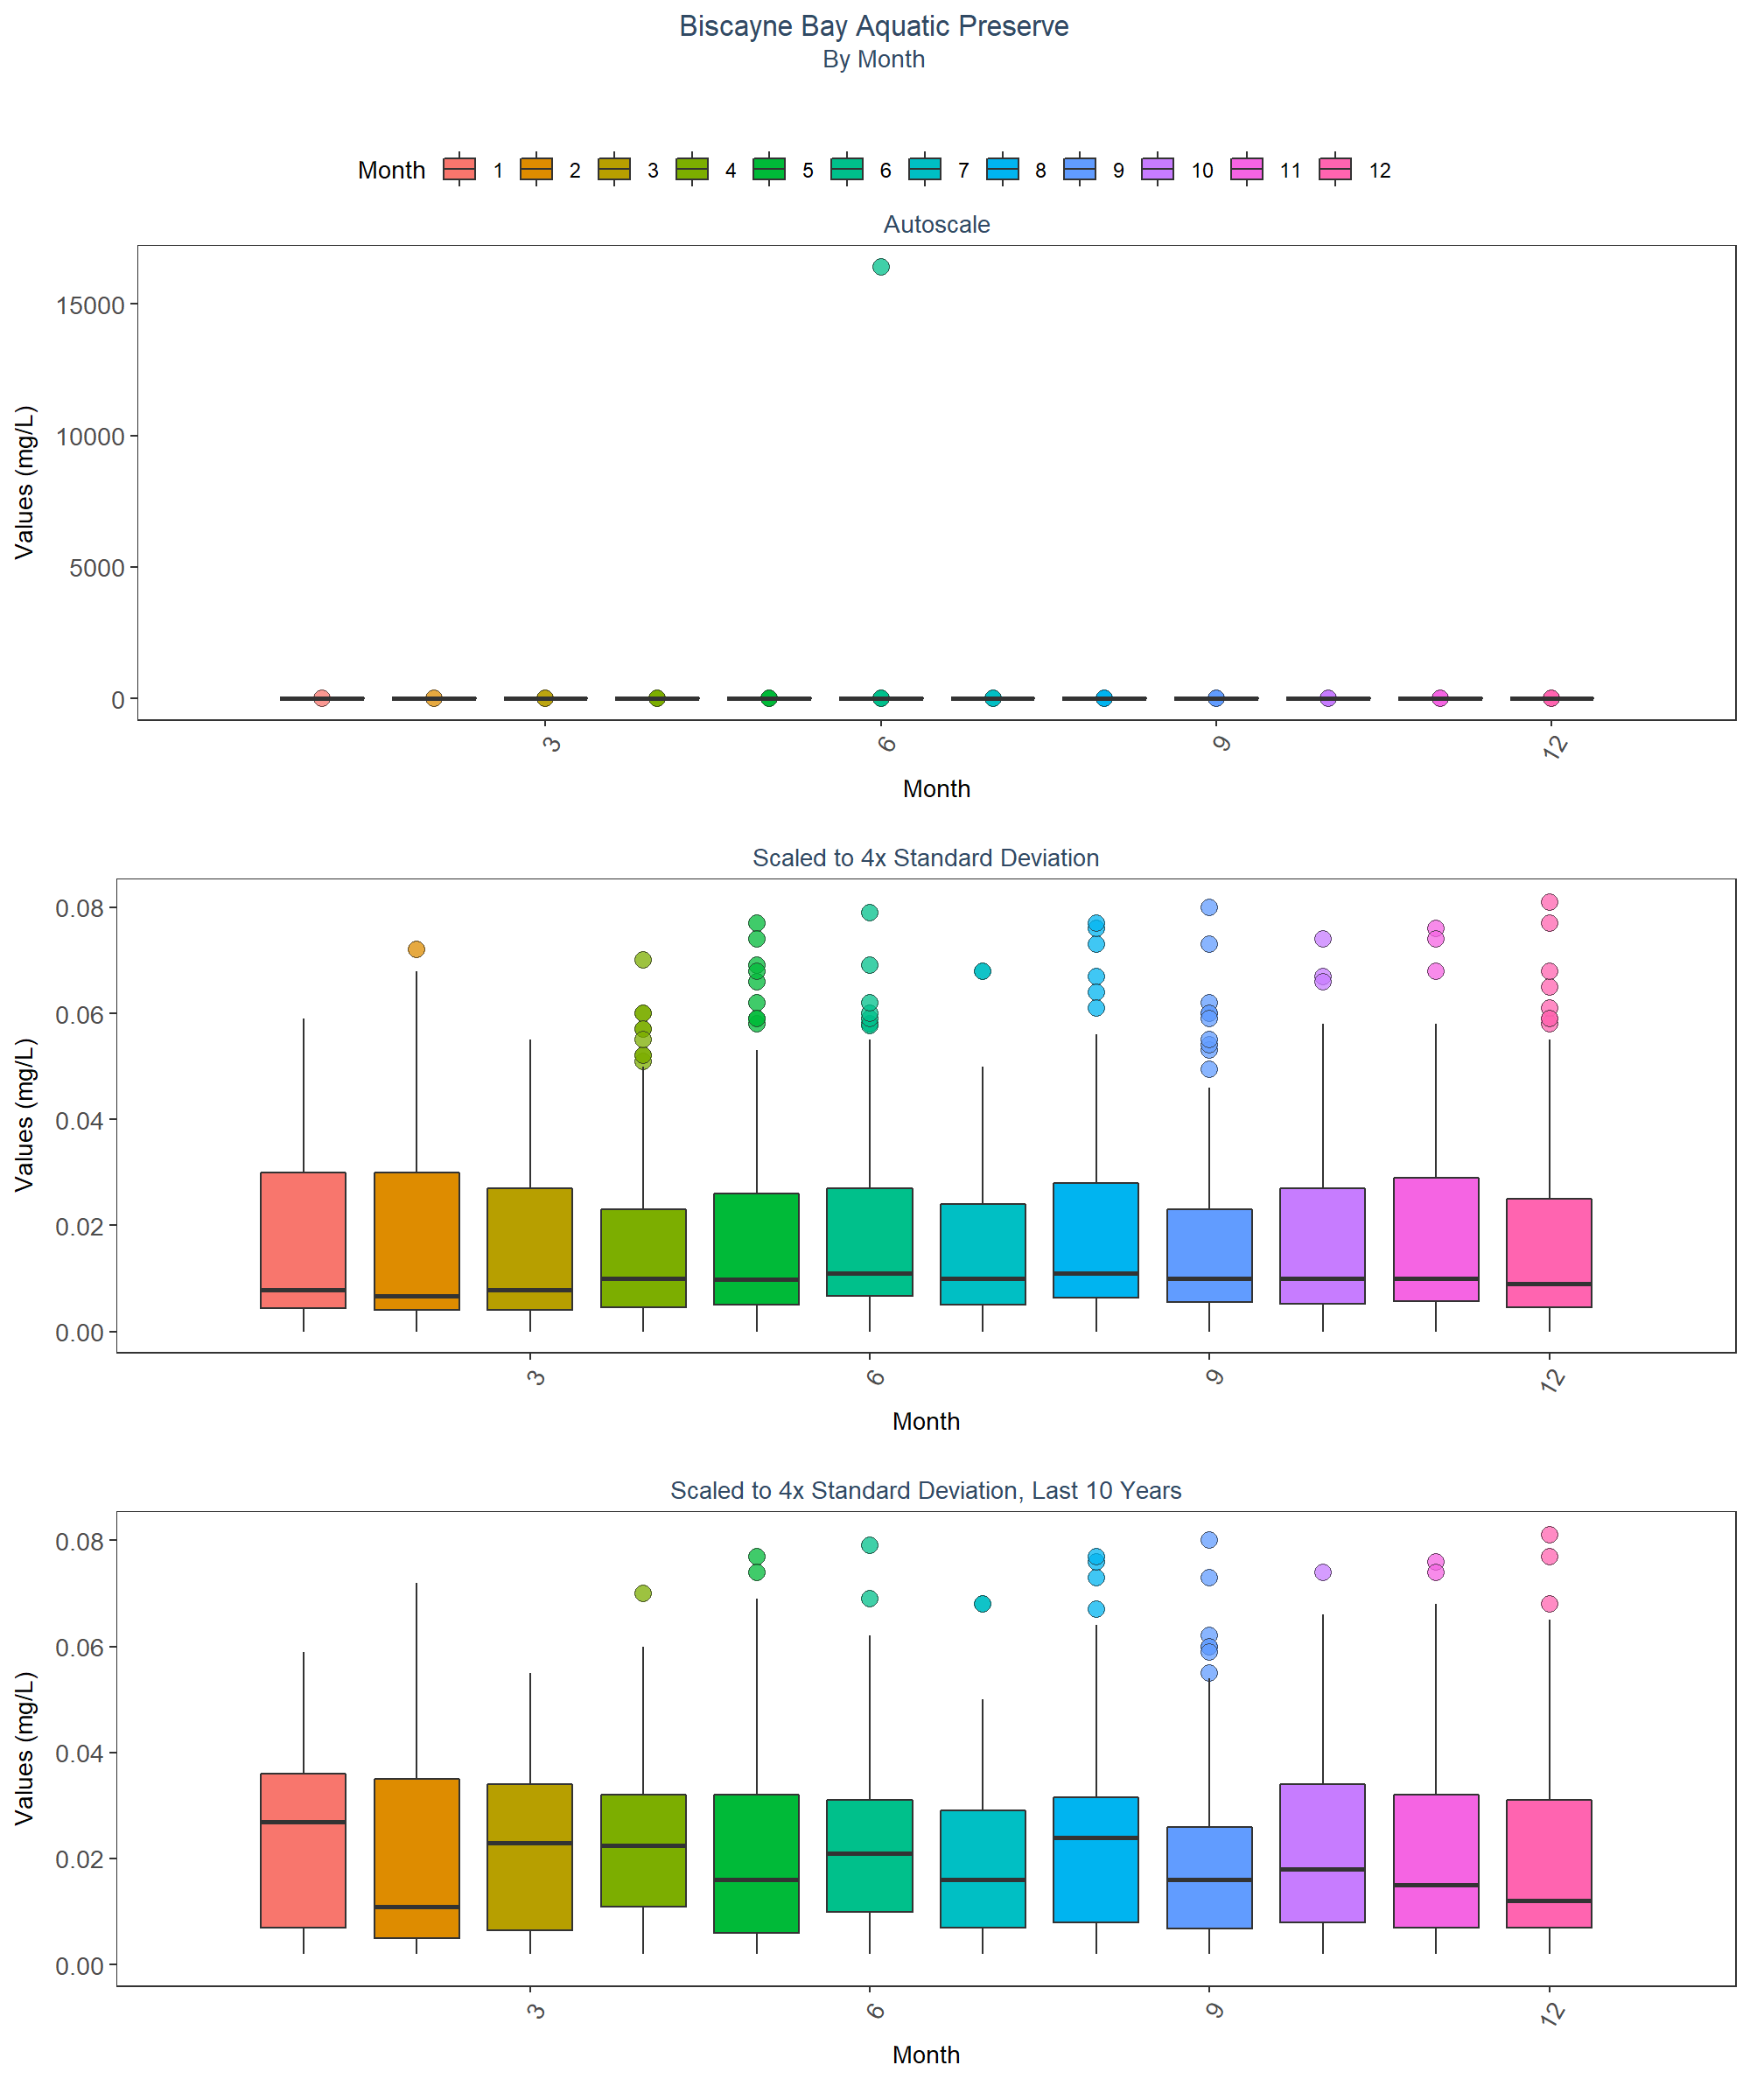 Biscayne Bay Aquatic Preserve
By Month
Month 1 2 3 4 5 6 7 8 9 10 11 12
Autoscale
Values (mg/L)
15000
10000
5000
0
3 6 9 12
Month
Scaled to 4x Standard Deviation
Values (mg/L)
0.08
0.06
0.04
0.02
0.00
3 6 9 12
Month
Scaled to 4x Standard Deviation, Last 10 Years
Values (mg/L)
0.08
0.06
0.04
0.02
0.00
3 6 9 12
Month